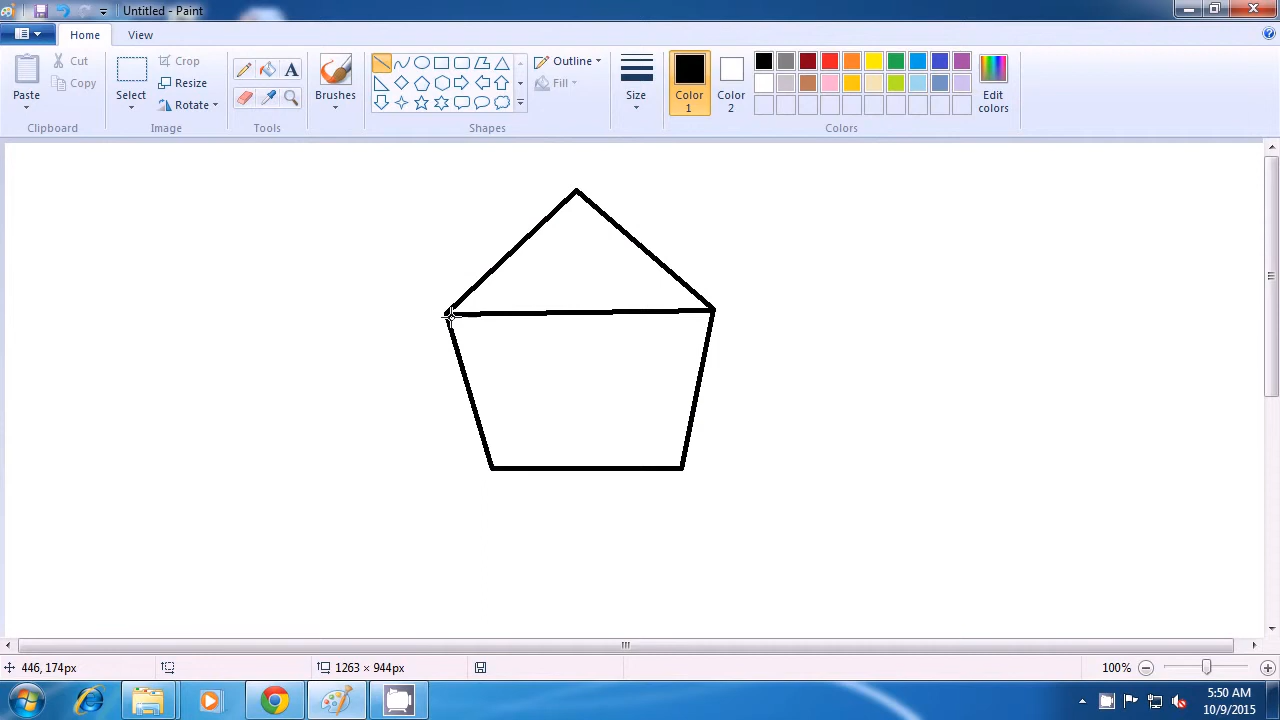 Untitled - Paint
Home View
Paste
Cut
Copy
Clipboard
Select
Crop
Resize
Rotate
Image
A
Tools
Brushes
Outline
Fill
Shapes
Size
Color 1
Color 2
Edit colors
Colors
446, 174px
1263 × 944px
100%
5:50 AM
10/9/2015